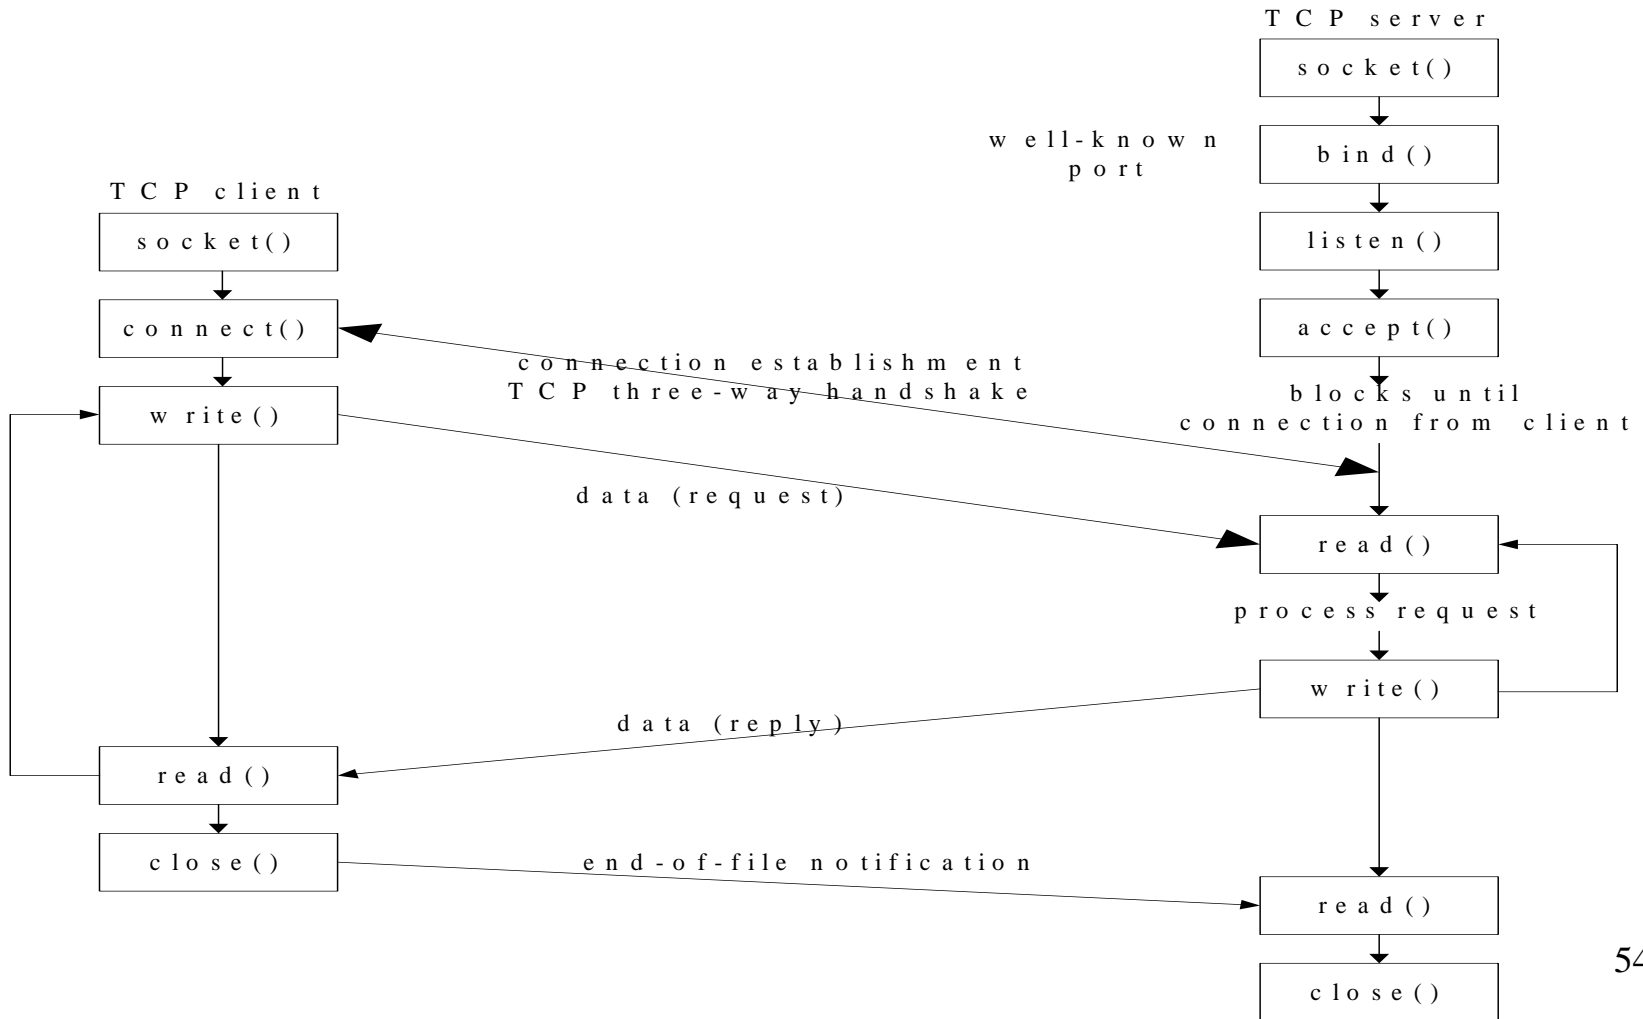 TCP server
socket()
well-known
port
bind()
TCP client
socket()
listen()
connect()
accept()
connection establishment
TCP three-way handshake
blocks until
connection from client
write()
data (request)
read()
process request
write()
data (reply)
read()
close()
end-of-file notification
read()
54
close()